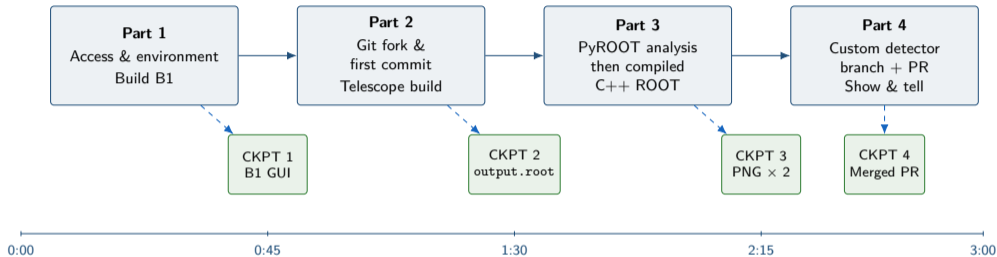 Part 1
Access & environment
Build B1
Part 2
Git fork &
first commit
Telescope build
Part 3
PyROOT analysis
then compiled
C++ ROOT
Part 4
Custom detector
branch + PR
Show & tell
CKPT 1
B1 GUI
CKPT 2
output.root
CKPT 3
PNG × 2
CKPT 4
Merged PR
0:00
0:45
1:30
2:15
3:00